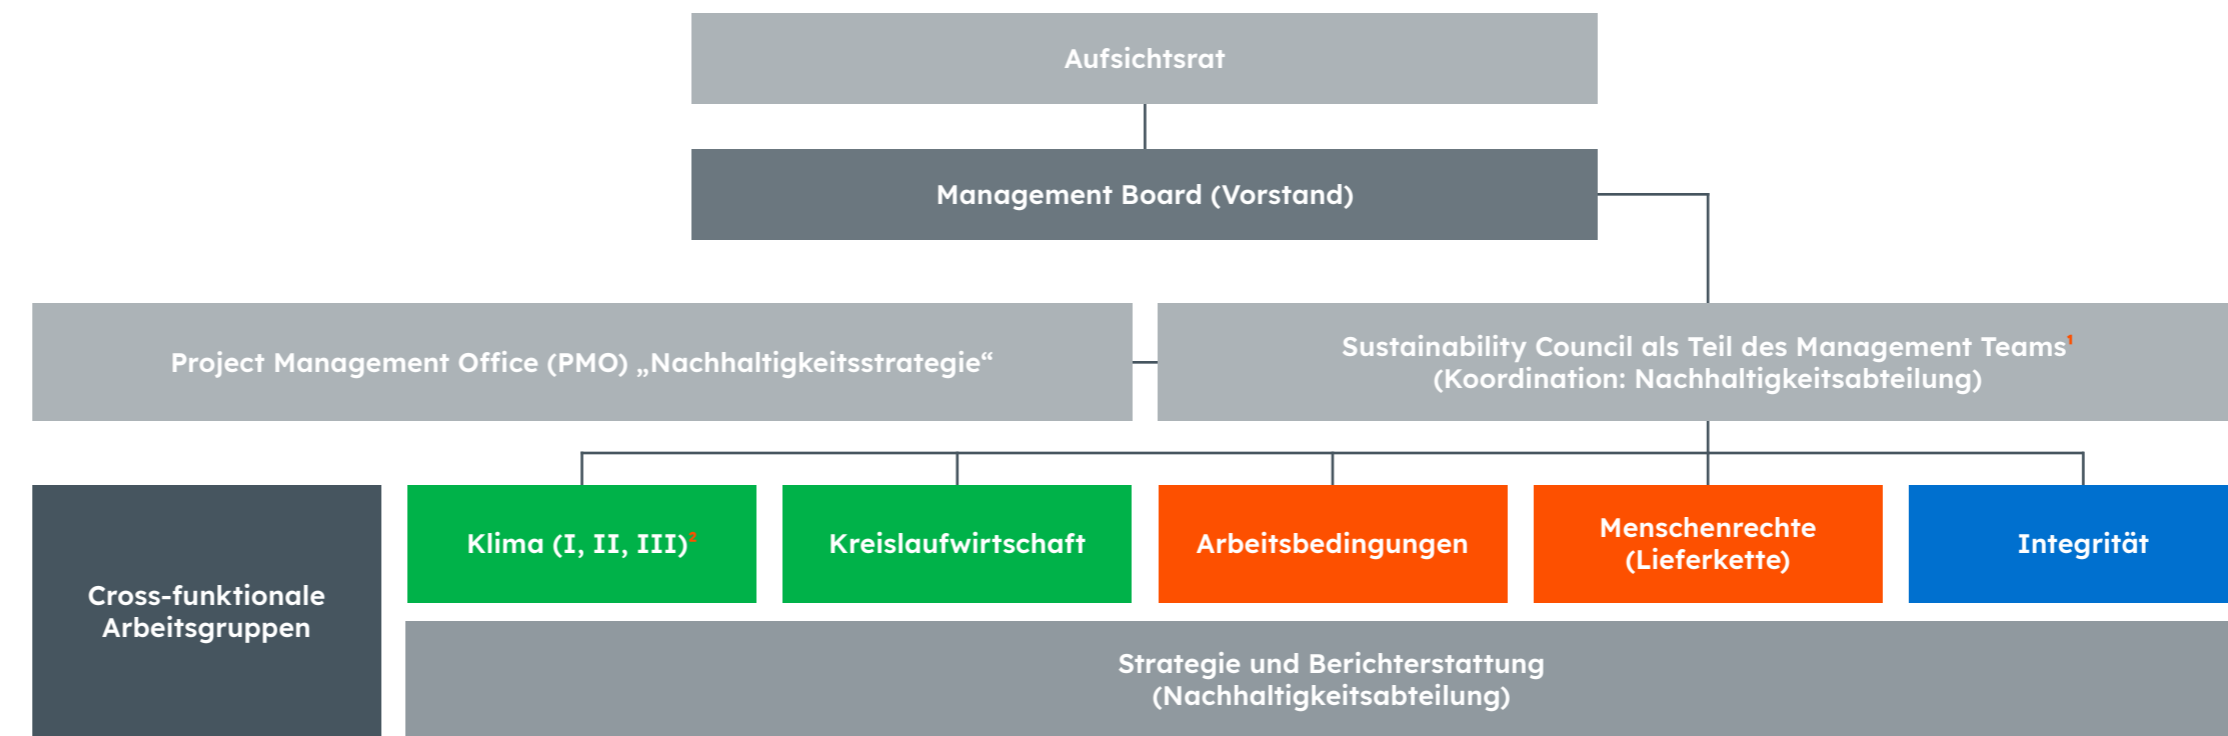 Aufsichtsrat
Management Board (Vorstand)
Project Management Office (PMO) „Nachhaltigkeitsstrategie“
Sustainability Council als Teil des Management Teams¹
(Koordination: Nachhaltigkeitsabteilung)
Cross-funktionale
Arbeitsgruppen
Klima (I, II, III)²
Kreislaufwirtschaft
Arbeitsbedingungen
Menschenrechte
(Lieferkette)
Integrität
Strategie und Berichterstattung
(Nachhaltigkeitsabteilung)